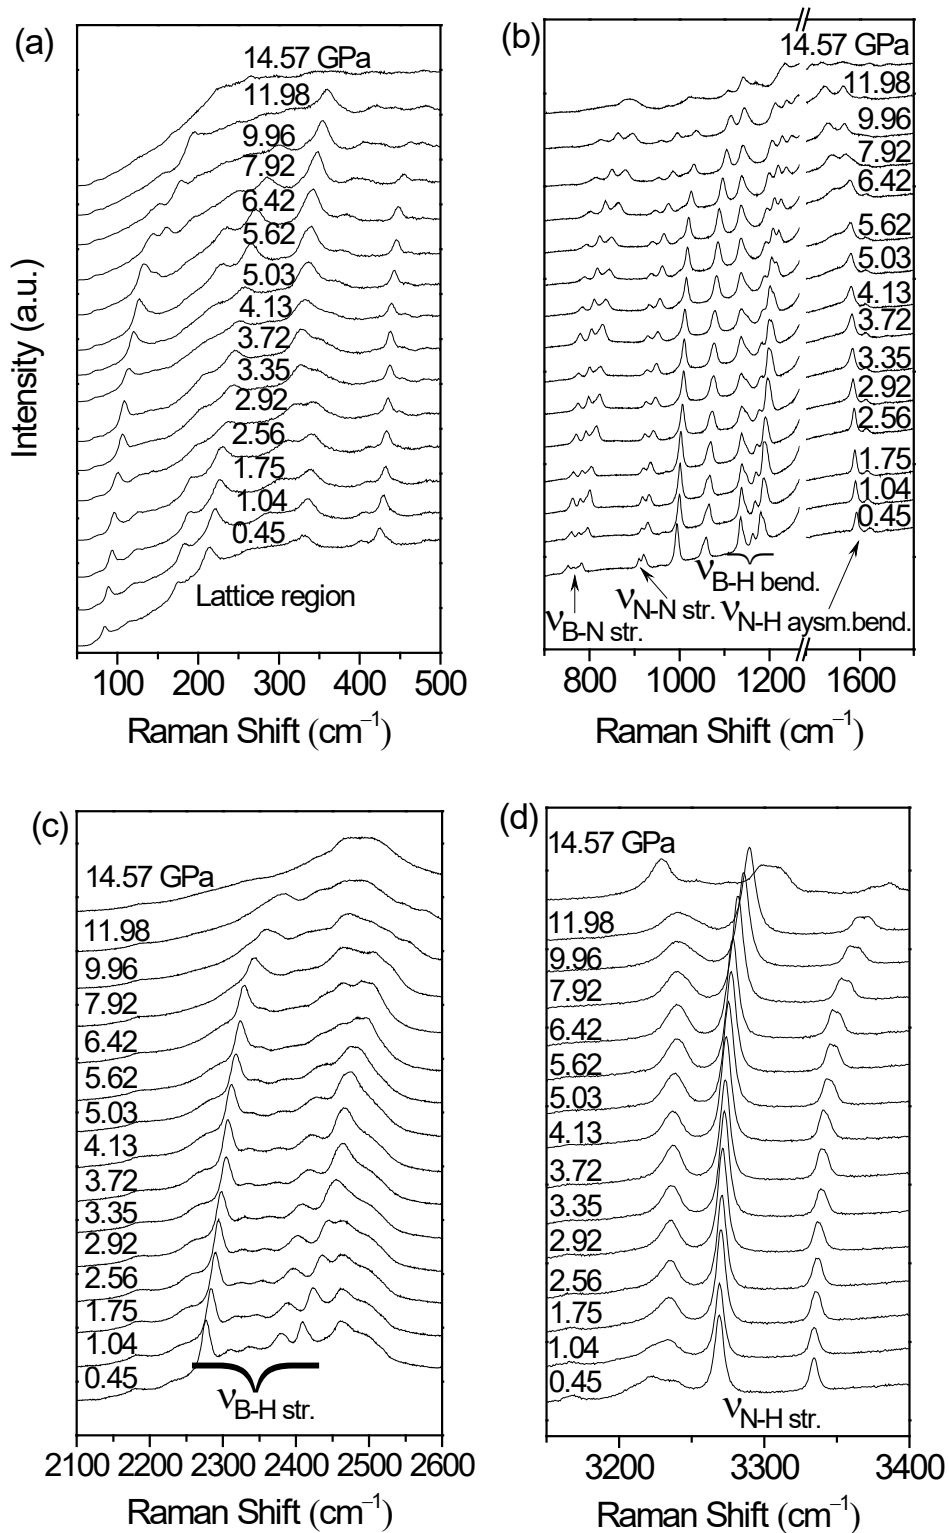 (a)
14.57 GPa
11.98
9.96
7.92
6.42
5.62
5.03
4.13
3.72
3.35
2.92
2.56
1.75
1.04
0.45
Lattice region
100 200 300 400 500
Raman Shift (cm⁻¹)
Intensity (a.u.)
(b)
14.57 GPa
11.98
9.96
7.92
6.42
5.62
5.03
4.13
3.72
3.35
2.92
2.56
1.75
1.04
0.45
νB-H bend.
νN-N str.
νN-H aysm.bend.
νB-N str.
800 1000 1200 1600
Raman Shift (cm⁻¹)
(c)
14.57 GPa
11.98
9.96
7.92
6.42
5.62
5.03
4.13
3.72
3.35
2.92
2.56
1.75
1.04
0.45
νB-H str.
2100 2200 2300 2400 2500 2600
Raman Shift (cm⁻¹)
(d)
14.57 GPa
11.98
9.96
7.92
6.42
5.62
5.03
4.13
3.72
3.35
2.92
2.56
1.75
1.04
0.45
νN-H str.
3200 3300 3400
Raman Shift (cm⁻¹)